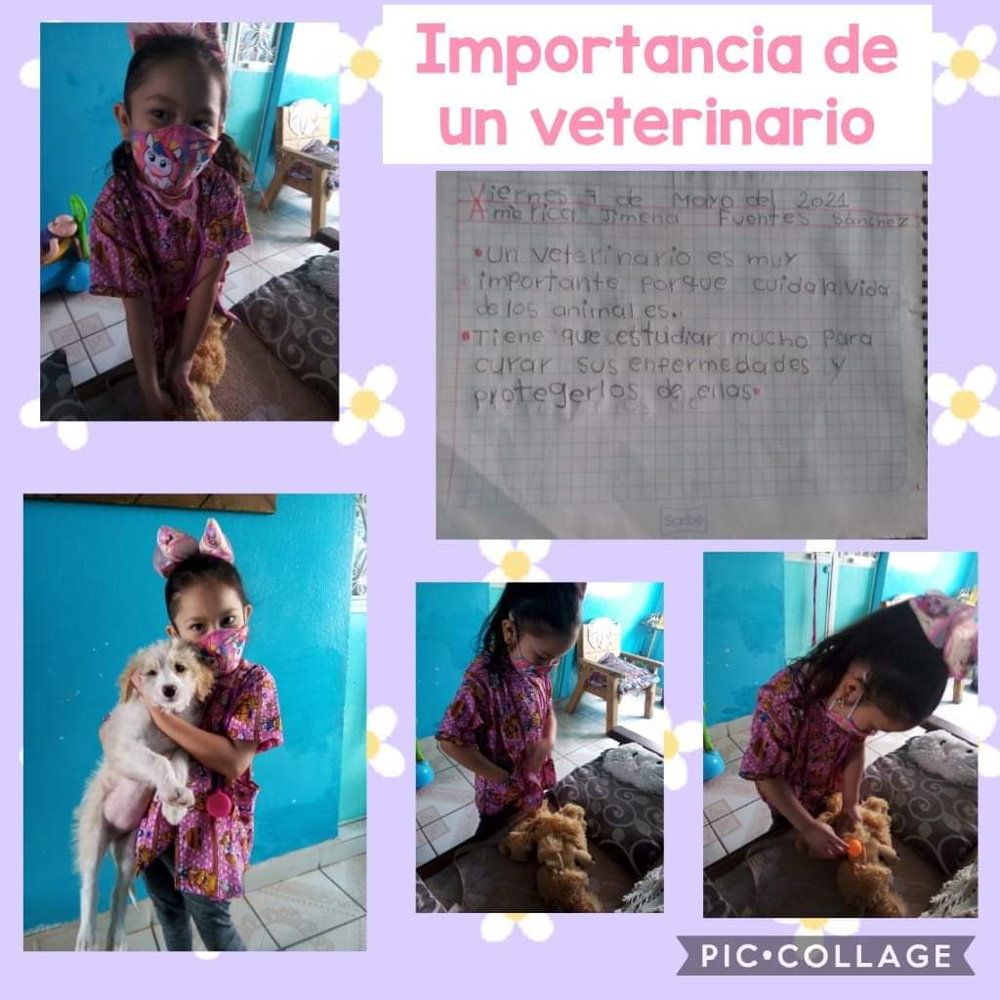 Importancia de
un veterinario
Viernes 7 de Mayo del 2021
América Jimena Fuentes Sánchez
•Un veterinario es muy
importante porque cuida la vida
de los animales.
•Tiene que estudiar mucho para
curar sus enfermedades y
protegerlos de ellas.
Scribe
PIC•COLLAGE